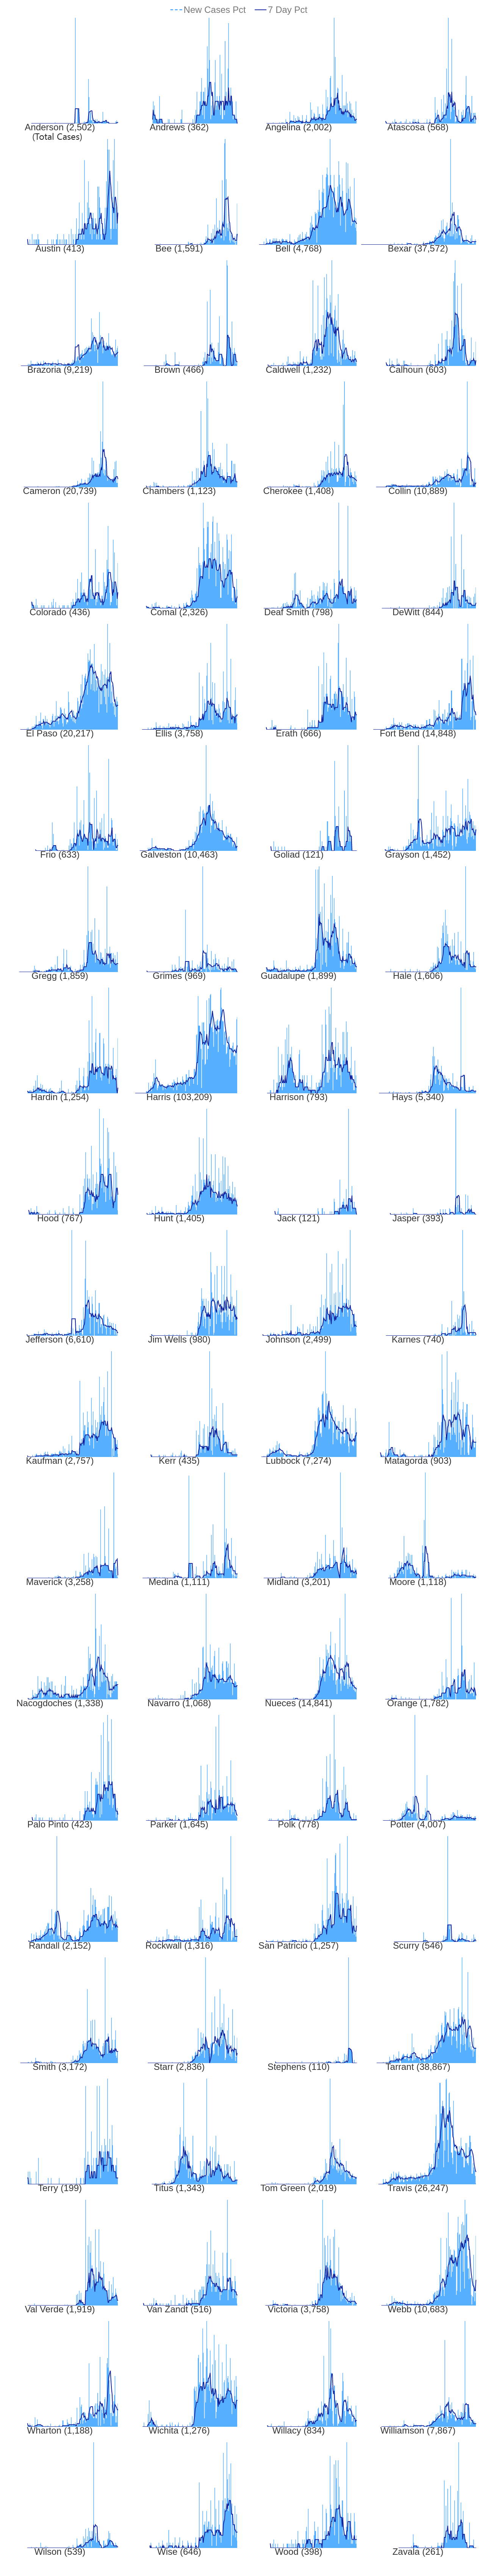 New Cases Pct 7 Day Pct
Anderson (2,502) Andrews (362) Angelina (2,002) Atascosa (568)
(Total Cases)
Austin (413) Bee (1,591) Bell (4,768) Bexar (37,572)
Brazoria (9,219) Brown (466) Caldwell (1,232) Calhoun (603)
Cameron (20,739) Chambers (1,123) Cherokee (1,408) Collin (10,889)
Colorado (436) Comal (2,326) Deaf Smith (798) DeWitt (844)
El Paso (20,217) Ellis (3,758) Erath (666) Fort Bend (14,848)
Frio (633) Galveston (10,463) Goliad (121) Grayson (1,452)
Gregg (1,859) Grimes (969) Guadalupe (1,899) Hale (1,606)
Hardin (1,254) Harris (103,209) Harrison (793) Hays (5,340)
Hood (767) Hunt (1,405) Jack (121) Jasper (393)
Jefferson (6,610) Jim Wells (980) Johnson (2,499) Karnes (740)
Kaufman (2,757) Kerr (435) Lubbock (7,274) Matagorda (903)
Maverick (3,258) Medina (1,111) Midland (3,201) Moore (1,118)
Nacogdoches (1,338) Navarro (1,068) Nueces (14,841) Orange (1,782)
Palo Pinto (423) Parker (1,645) Polk (778) Potter (4,007)
Randall (2,152) Rockwall (1,316) San Patricio (1,257) Scurry (546)
Smith (3,172) Starr (2,836) Stephens (110) Tarrant (38,867)
Terry (199) Titus (1,343) Tom Green (2,019) Travis (26,247)
Val Verde (1,919) Van Zandt (516) Victoria (3,758) Webb (10,683)
Wharton (1,188) Wichita (1,276) Willacy (834) Williamson (7,867)
Wilson (539) Wise (646) Wood (398) Zavala (261)